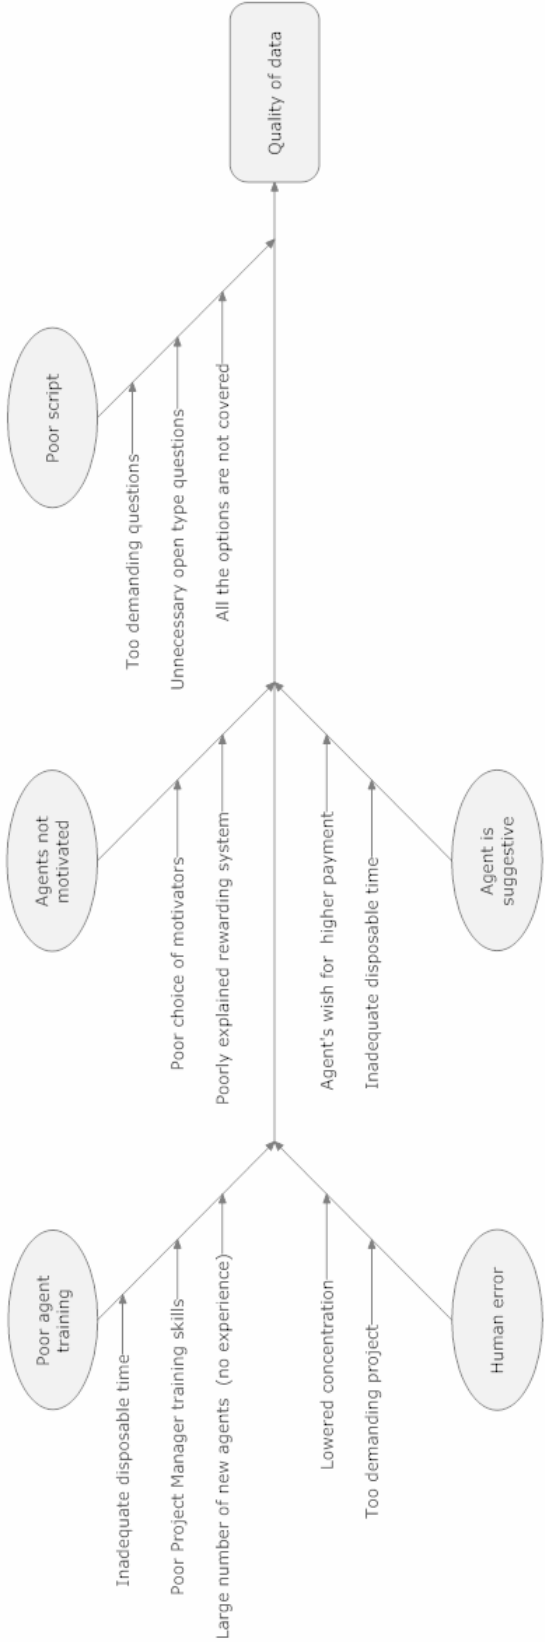 Poor agent
training
Inadequate disposable time
Poor Project Manager training skills
Large number of new agents (no experience)
Agents not
motivated
Poor choice of motivators
Poorly explained rewarding system
Poor script
Too demanding questions
Unnecessary open type questions
All the options are not covered
Quality of data
Lowered concentration
Too demanding project
Human error
Agent's wish for higher payment
Inadequate disposable time
Agent is
suggestive